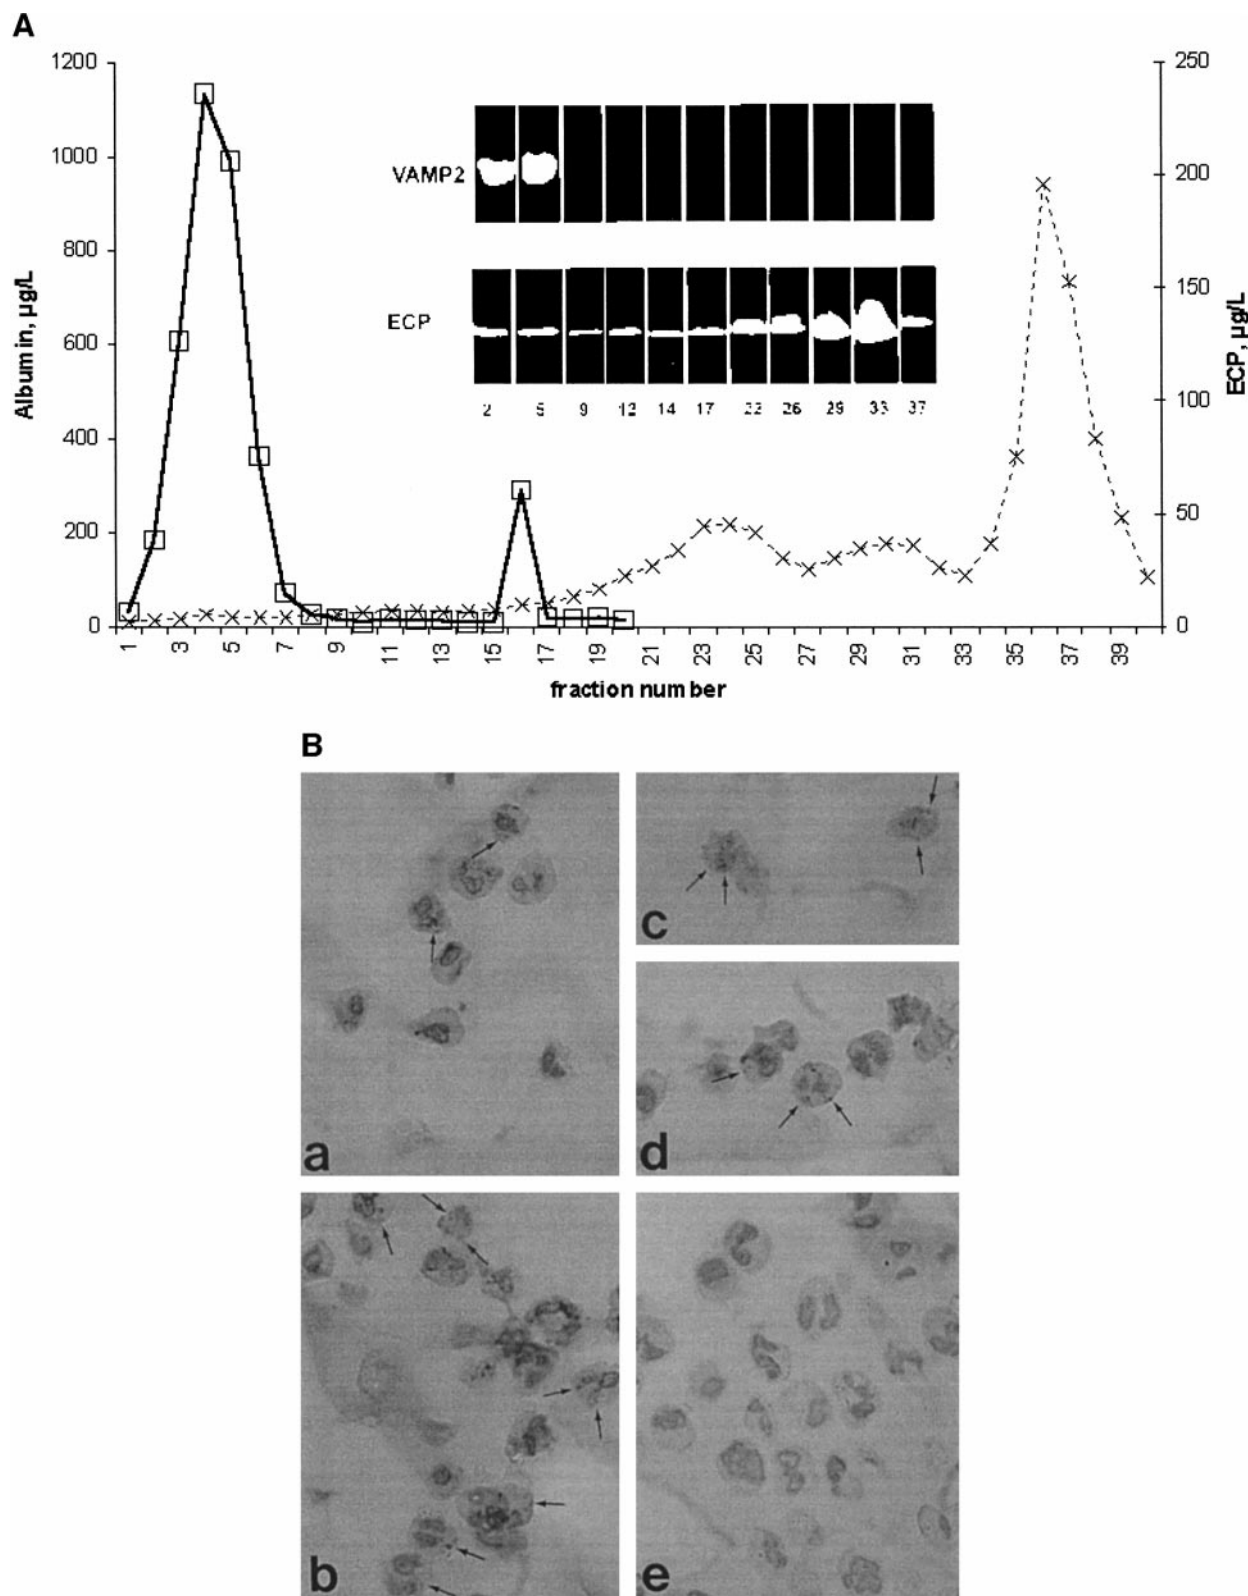 A
1200
1000
800
600
400
200
0
Albumin, µg/L
250
200
150
100
50
0
ECP, µg/L
VAMP2
ECP
2 5 9 12 14 17 22 26 29 33 37
1 3 5 7 9 11 13 15 17 19 21 23 25 27 29 31 33 35 37 39
fraction number
B
a
c
d
b
e